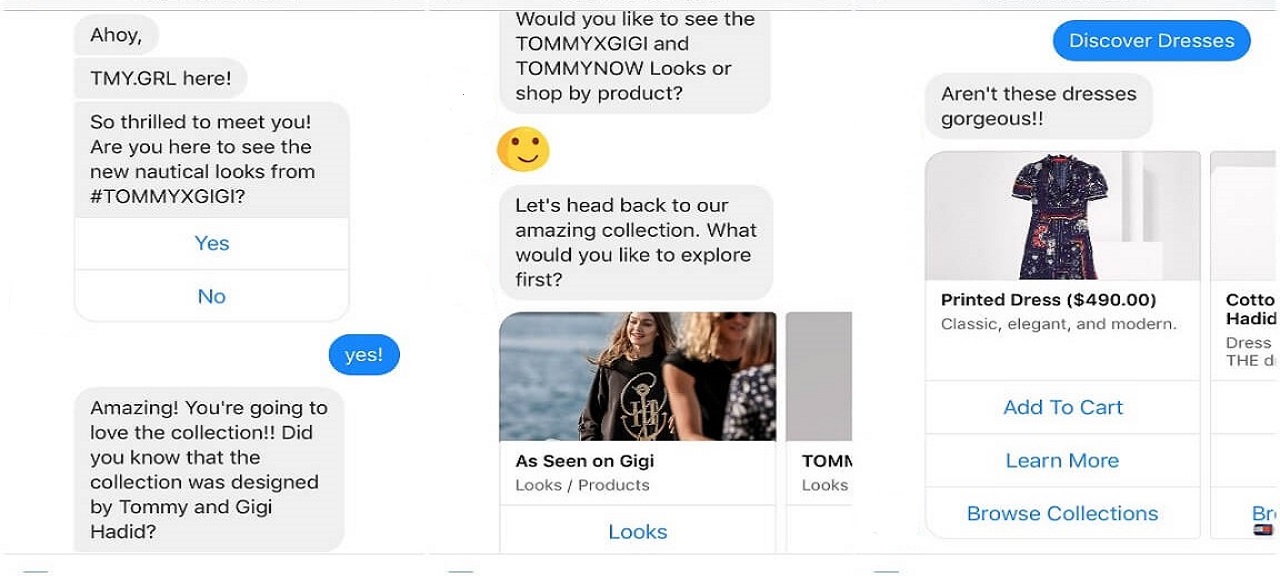 Ahoy,
TMY.GRL here!
So thrilled to meet you!
Are you here to see the
new nautical looks from
#TOMMYXGIGI?
Yes
No
yes!
Amazing! You're going to
love the collection!! Did
you know that the
collection was designed
by Tommy and Gigi
Hadid?
Would you like to see the
TOMMYXGIGI and
TOMMYNOW Looks or
shop by product?
Let's head back to our
amazing collection. What
would you like to explore
first?
As Seen on Gigi
Looks / Products
Looks
TOMM
Looks
Discover Dresses
Aren't these dresses
gorgeous!!
Printed Dress ($490.00)
Classic, elegant, and modern.
Add To Cart
Learn More
Browse Collections
Cotto
Hadid
Dress
THE d
Br